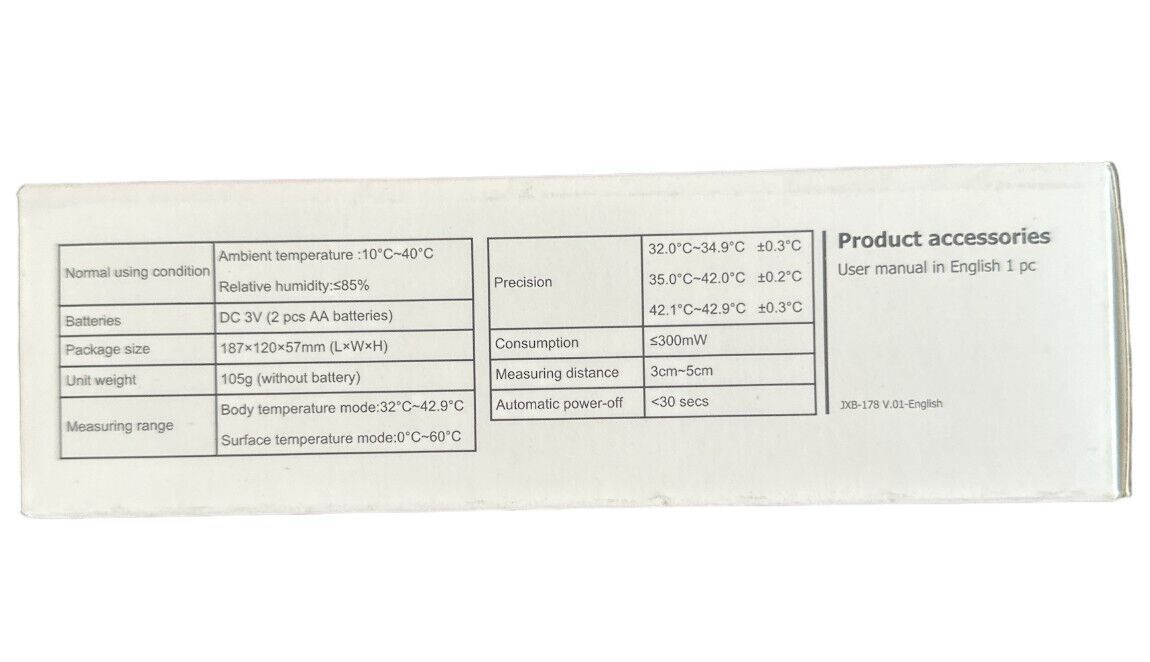 Normal using condition
Ambient temperature :10°C~40°C
Relative humidity:≤85%
Batteries
DC 3V (2 pcs AA batteries)
Package size
187×120×57mm (L×W×H)
Unit weight
105g (without battery)
Measuring range
Body temperature mode:32°C~42.9°C
Surface temperature mode:0°C~60°C
Precision
32.0°C~34.9°C ±0.3°C
35.0°C~42.0°C ±0.2°C
42.1°C~42.9°C ±0.3°C
Consumption
≤300mW
Measuring distance
3cm~5cm
Automatic power-off
<30 secs
Product accessories
User manual in English 1 pc
JXB-178 V.01-English